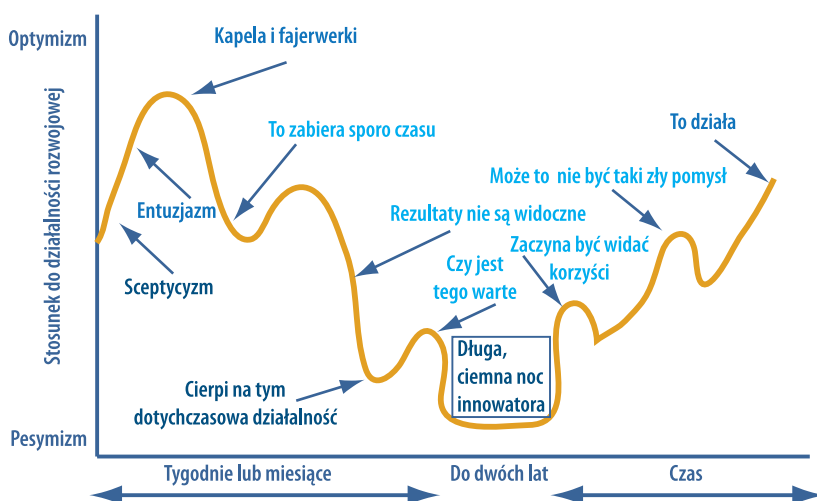 Optymizm
Kapela i fajerwerki
To zabiera sporo czasu
To działa
Może to nie być taki zły pomysł
Entuzjazm
Rezultaty nie są widoczne
Zaczyna być widać
korzyści
Sceptycyzm
Czy jest
tego warte
Stosunek do działalności rozwojowej
Długa,
ciemna noc
innowatora
Cierpi na tym
dotychczasowa działalność
Pesymizm
Tygodnie lub miesiące
Do dwóch lat
Czas